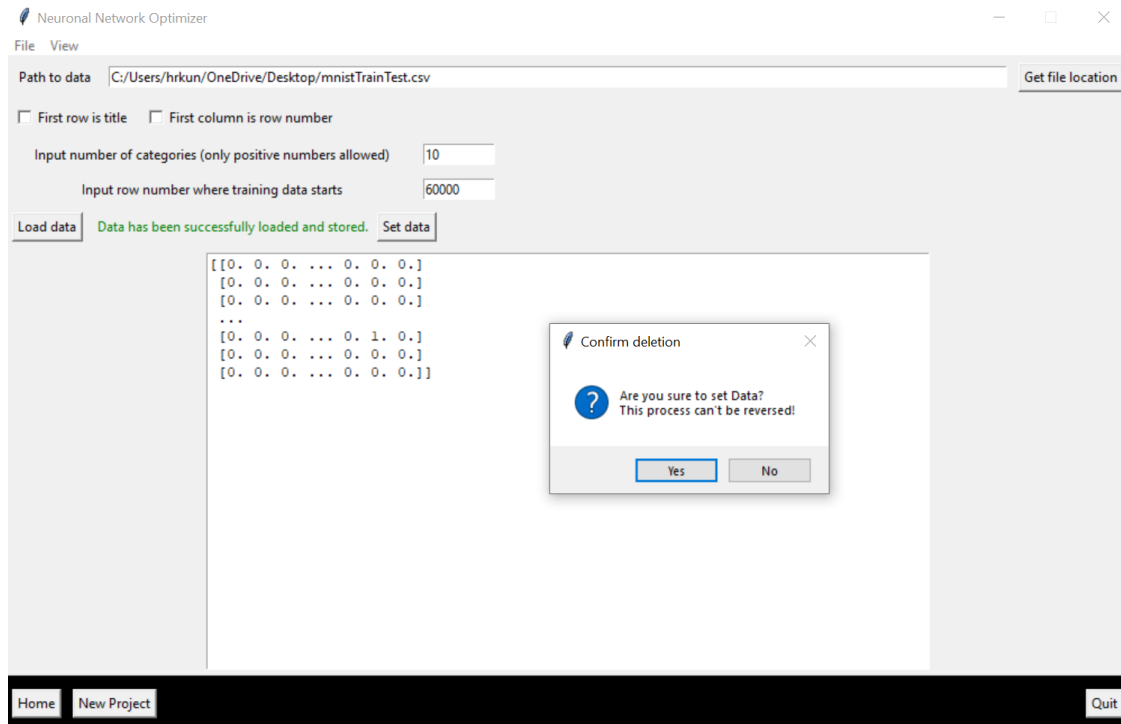 Neuronal Network Optimizer
File View
Path to data C:/Users/hrkun/OneDrive/Desktop/mnistTrainTest.csv Get file location
First row is title First column is row number
Input number of categories (only positive numbers allowed) 10
Input row number where training data starts 60000
Load data Data has been successfully loaded and stored. Set data
[[0. 0. 0. ... 0. 0. 0.]
[0. 0. 0. ... 0. 0. 0.]
[0. 0. 0. ... 0. 0. 0.]
...
[0. 0. 0. ... 0. 1. 0.]
[0. 0. 0. ... 0. 0. 0.]
[0. 0. 0. ... 0. 0. 0.]]
Confirm deletion
Are you sure to set Data?
This process can't be reversed!
Yes No
Home New Project Quit